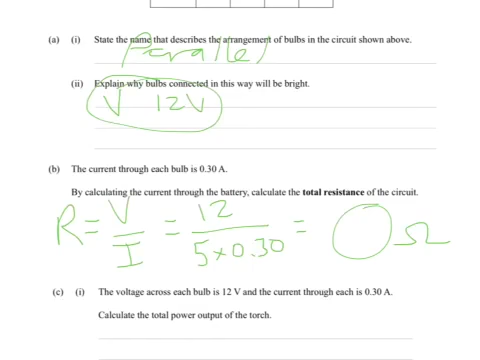 (a) (i) State the name that describes the arrangement of bulbs in the circuit shown above.
Parallel
(ii) Explain why bulbs connected in this way will be bright.
V 12V
(b) The current through each bulb is 0.30 A.
By calculating the current through the battery, calculate the total resistance of the circuit.
R = V / I = 12 / 5 × 0.30 = Ω
(c) (i) The voltage across each bulb is 12 V and the current through each is 0.30 A.
Calculate the total power output of the torch.